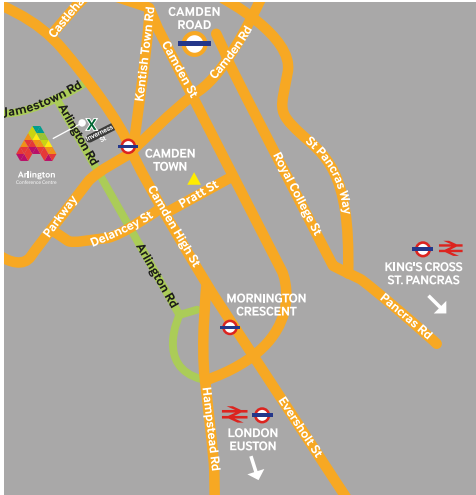 CAMDEN
ROAD
Castleha
Kentish Town Rd
Camden St
Camden Rd
Jamestown Rd
Arlington Rd
X
Inverness
St
St Pancras Way
Arlington
Conference Centre
CAMDEN
TOWN
Royal College St
Parkway
Delancey St
Pratt St
Camden High St
Arlington Rd
KING'S CROSS
ST. PANCRAS
MORNINGTON
CRESCENT
Pancras Rd
Hampstead Rd
Eversholt St
LONDON
EUSTON